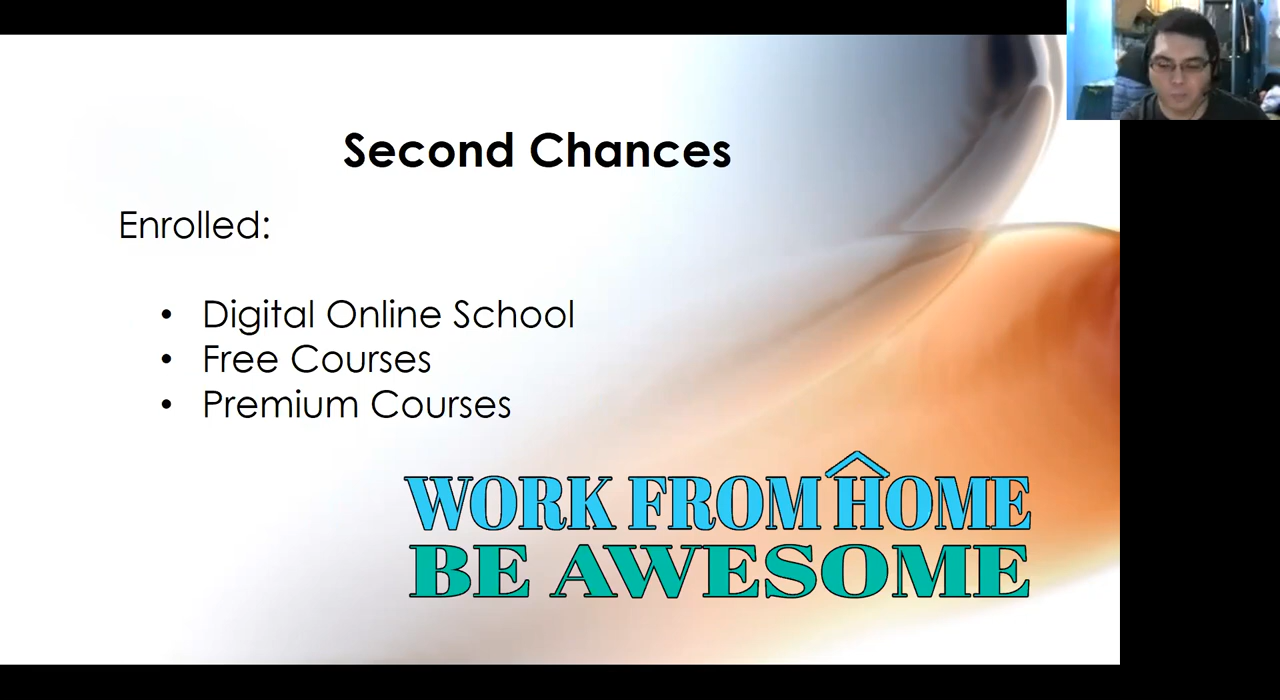 Second Chances
Enrolled:
• Digital Online School
• Free Courses
• Premium Courses
WORK FROM HOME
BE AWESOME